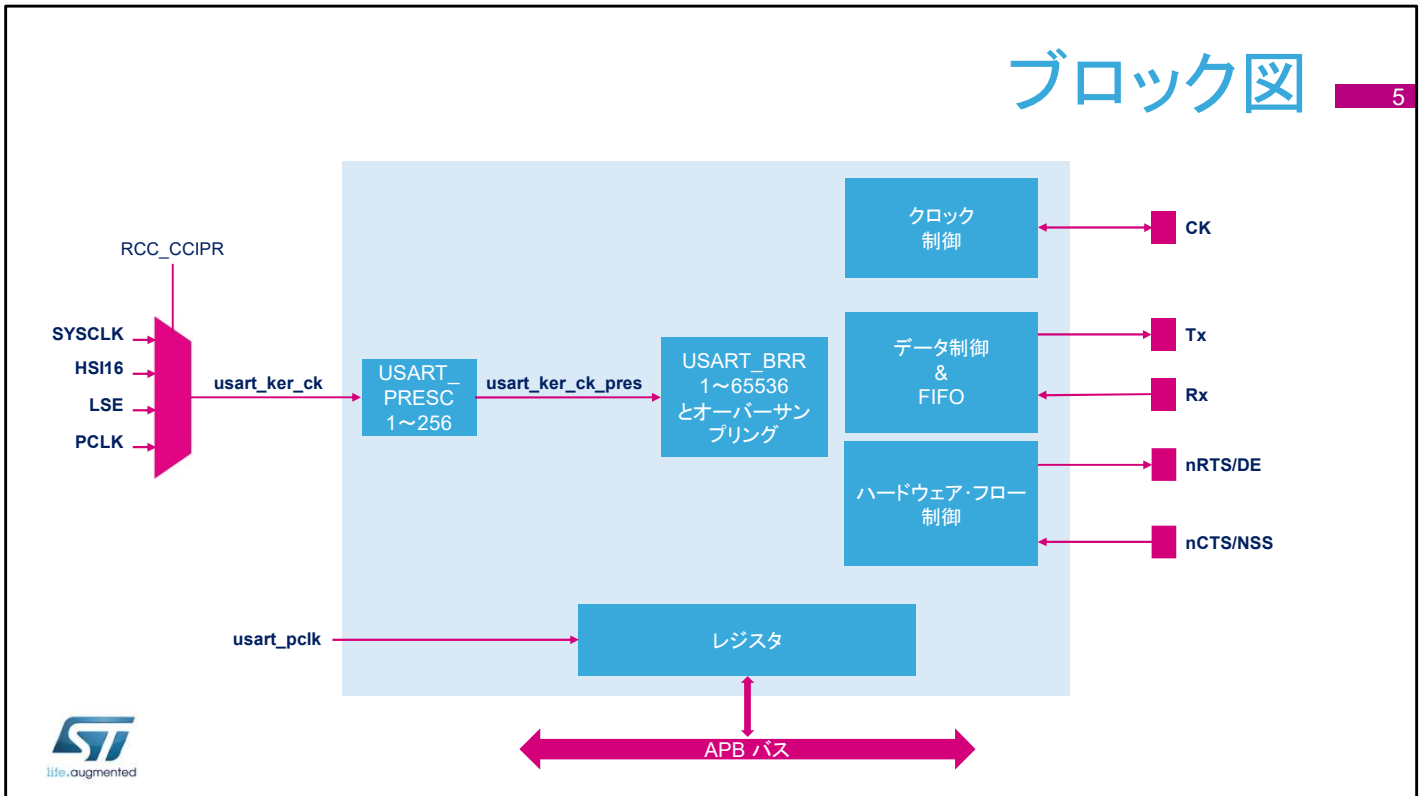 ブロック図
5
RCC_CCIPR
SYSCLK
HSI16
LSE
PCLK
usart_ker_ck
USART_
PRESC
1～256
usart_ker_ck_pres
USART_BRR
1～65536
とオーバーサン
プリング
クロック
制御
データ制御
&
FIFO
ハードウェア・フロー
制御
CK
Tx
Rx
nRTS/DE
nCTS/NSS
usart_pclk
レジスタ
APB バス
ST
life.augmented